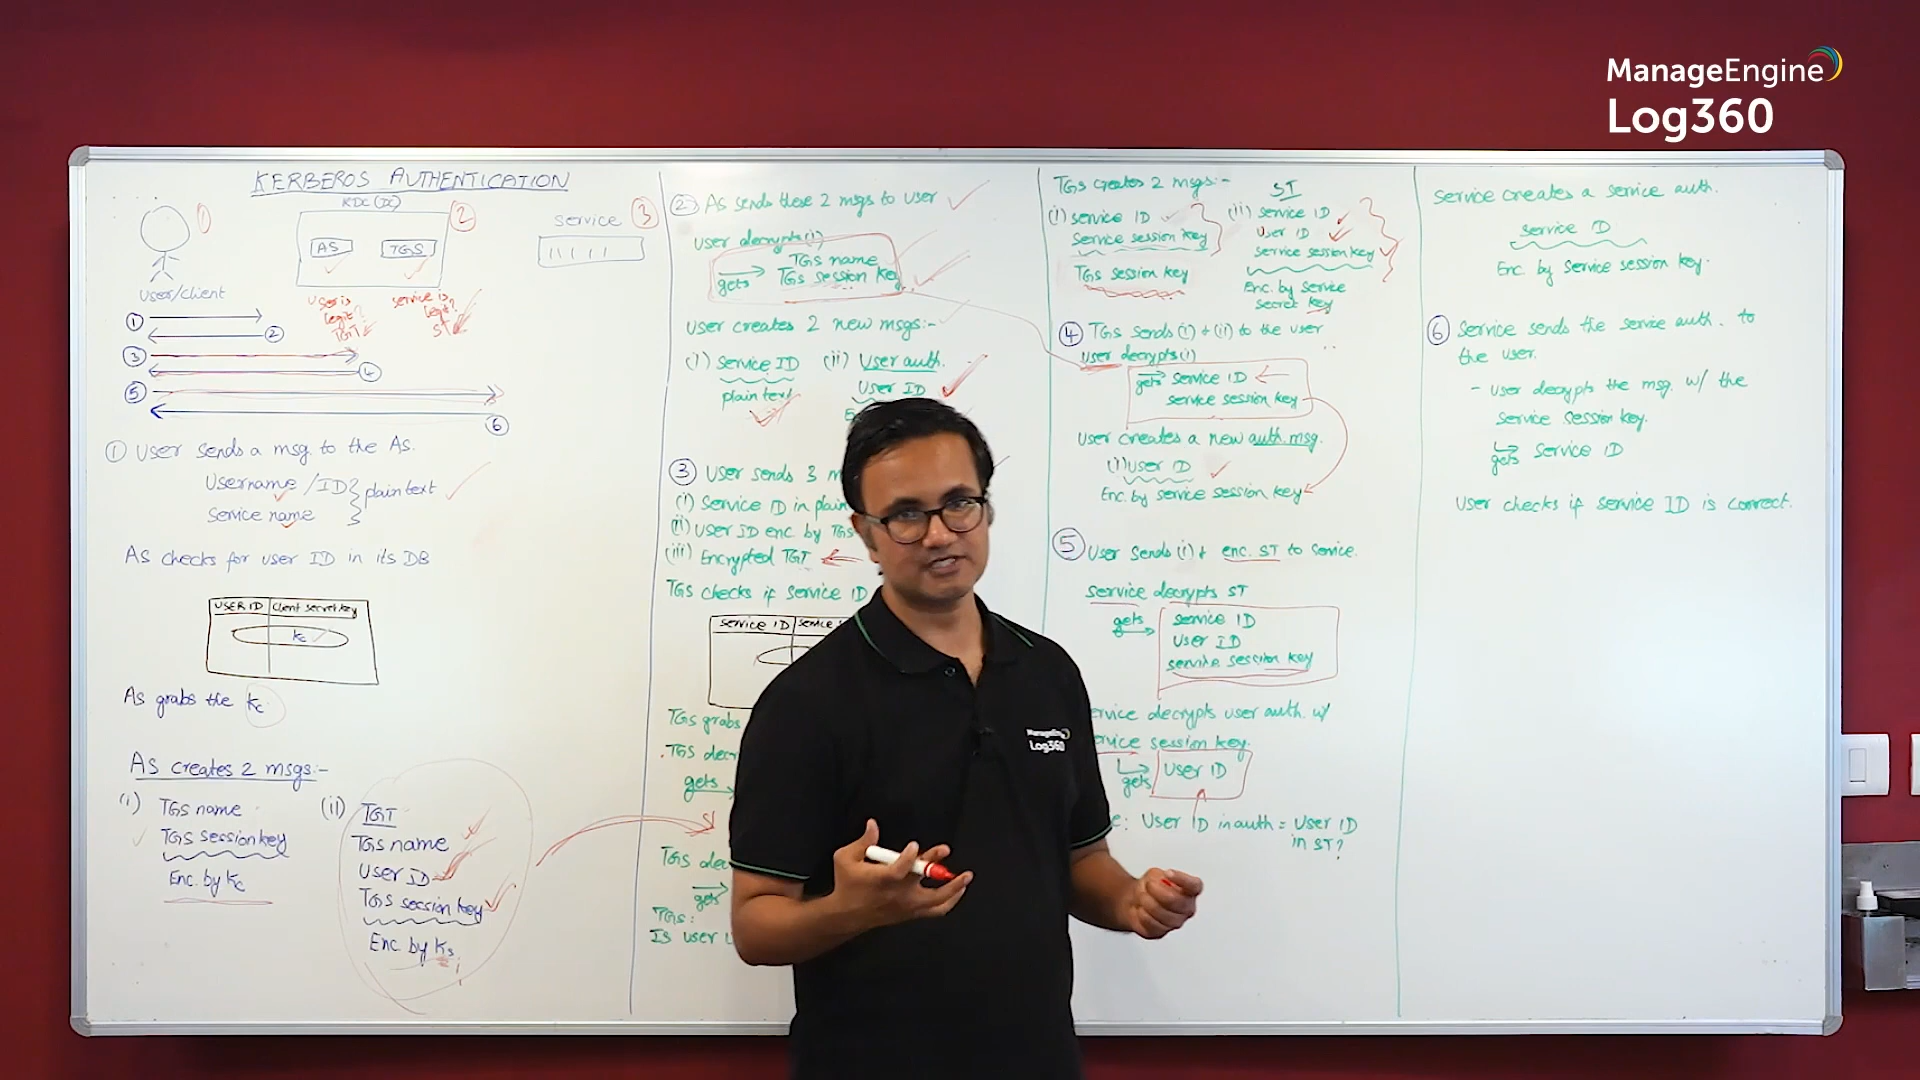 ManageEngine
Log360
KERBEROS AUTHENTICATION
KDC (DC)
1
2
AS
TGS
service 3
User/client
User is
legit?
TGT
service is
legit?
ST
1
2
3
4
5
6
1 User sends a msg to the AS.
Username/ID
Service name
plain text
AS checks for user ID in its DB
USER ID Client secret key
Kc
AS grabs the Kc
AS creates 2 msgs:-
(i) TGS name
TGS session key
Enc. by Kc
(ii) TGT
TGS name
User ID
TGS session key
Enc. by Ks
2 AS sends these 2 msgs to user
User decrypts (i)
gets TGS name
TGS session key
User creates 2 new msgs:-
(i) Service ID
plain text
(ii) User auth.
User ID
3 User sends 3
(i) Service ID in plain
(ii) User ID enc. by TGS
(iii) Encrypted TGT
TGS checks if service ID
Service ID
TGS grabs
TGS
gets
TGS
gets
TGS:
Is user
TGS creates 2 msgs:-
(i) service ID
Service session key
TGS session key
ST
(ii) service ID
User ID
Service session key
Enc. by service
secret key
4 TGS sends (i) + (ii) to the user
User decrypts (i)
gets service ID
service session key
User creates a new auth. msg.
(i) User ID
Enc. by service session key
5 User sends (i) + enc. ST to service.
Service decrypts ST
gets service ID
User ID
service session key
decrypts user auth. w/
session key.
gets User ID
User ID in auth = User ID
in ST?
ManageEngine
Log360
Service creates a service auth.
service ID
Enc. by service session key.
6 Service sends the service auth. to
the user.
- User decrypts the msg. w/ the
service session key.
gets service ID
User checks if service ID is correct.